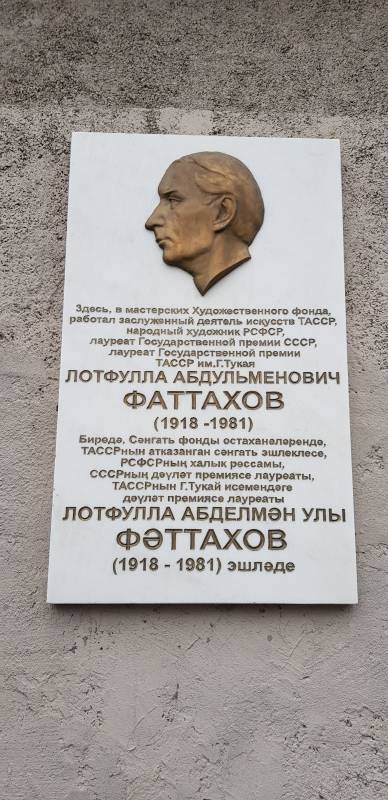 Здесь, в мастерских Художественного фонда,
работал заслуженный деятель искусств ТАССР,
народный художник РСФСР,
лауреат Государственной премии СССР,
лауреат Государственной премии
ТАССР им.Г.Тукая
ЛОТФУЛЛА АБДУЛЬМЕНОВИЧ
ФАТТАХОВ
(1918 -1981)
Биредә, Сәнгать фонды остаханәләрендә,
ТАССРнын атказанган сәнгать эшлеклесе,
РСФСРның халык рәссамы,
СССРның дәүләт премиясе лауреаты,
ТАССРнын Г.Тукай исемендәге
дәүләт премиясе лауреаты
ЛОТФУЛЛА АБДЕЛМӘН УЛЫ
ФӘТТАХОВ
(1918 - 1981) эшләде